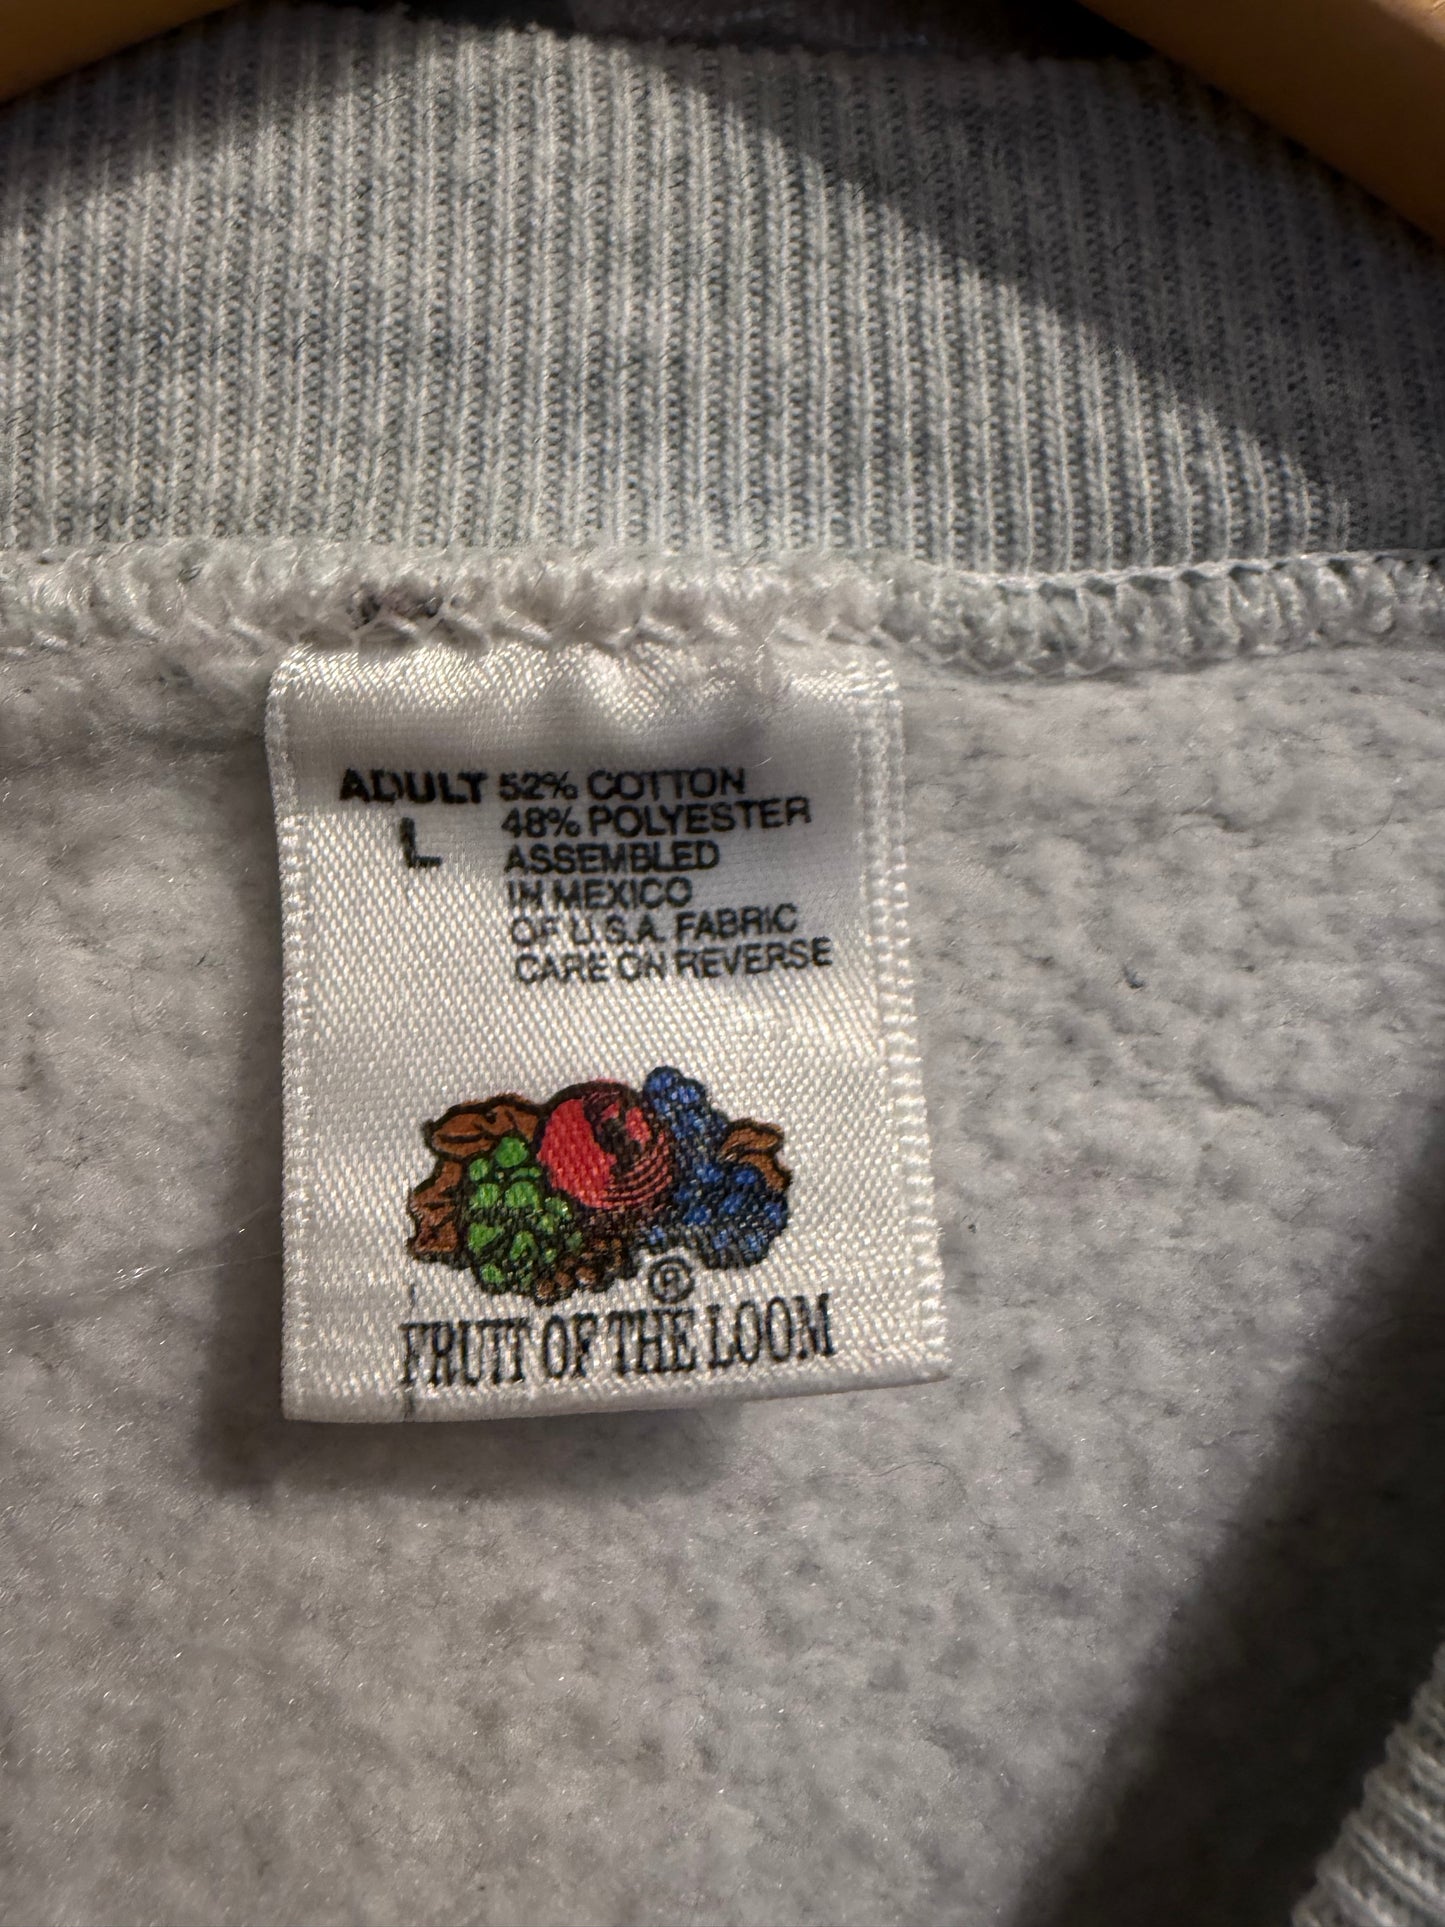 ADULT 52% COTTON
L 48% POLYESTER
ASSEMBLED
IN MEXICO
OF U.S.A. FABRIC
CARE ON REVERSE
®
FRUIT OF THE LOOM